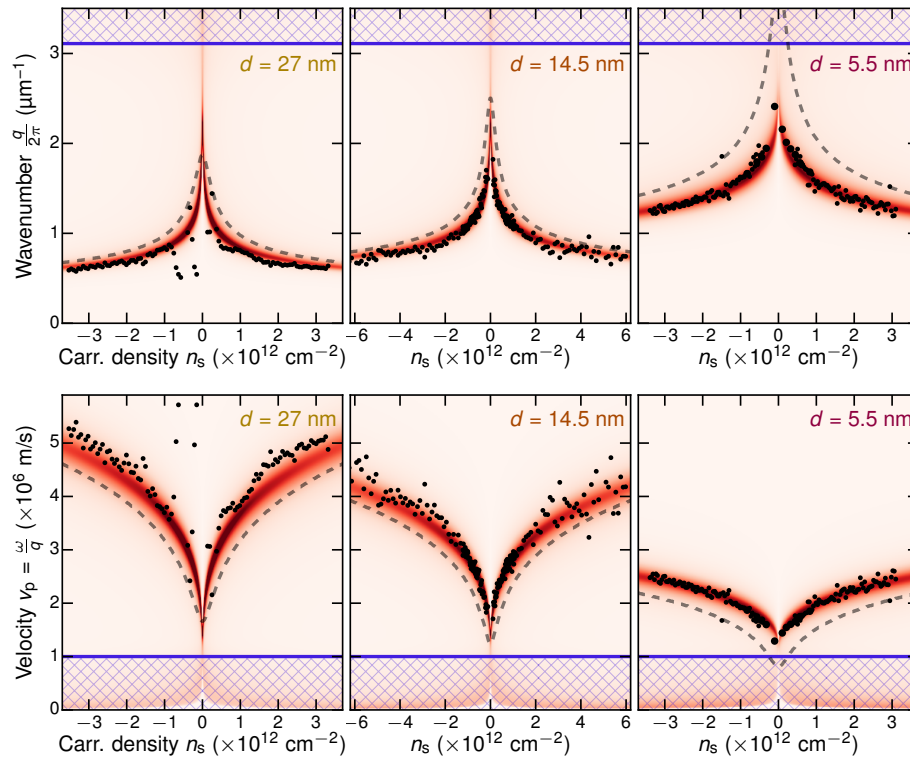 d = 27 nm
d = 14.5 nm
d = 5.5 nm
Wavenumber q/2π (μm⁻¹)
3
2
1
0
−3 −2 −1 0 1 2 3
−6 −4 −2 0 2 4 6
−3 −2 −1 0 1 2 3
Carr. density nₛ (×10¹² cm⁻²)
nₛ (×10¹² cm⁻²)
nₛ (×10¹² cm⁻²)
d = 27 nm
d = 14.5 nm
d = 5.5 nm
Velocity vₚ = ω/q (×10⁶ m/s)
5
4
3
2
1
0
−3 −2 −1 0 1 2 3
−6 −4 −2 0 2 4 6
−3 −2 −1 0 1 2 3
Carr. density nₛ (×10¹² cm⁻²)
nₛ (×10¹² cm⁻²)
nₛ (×10¹² cm⁻²)